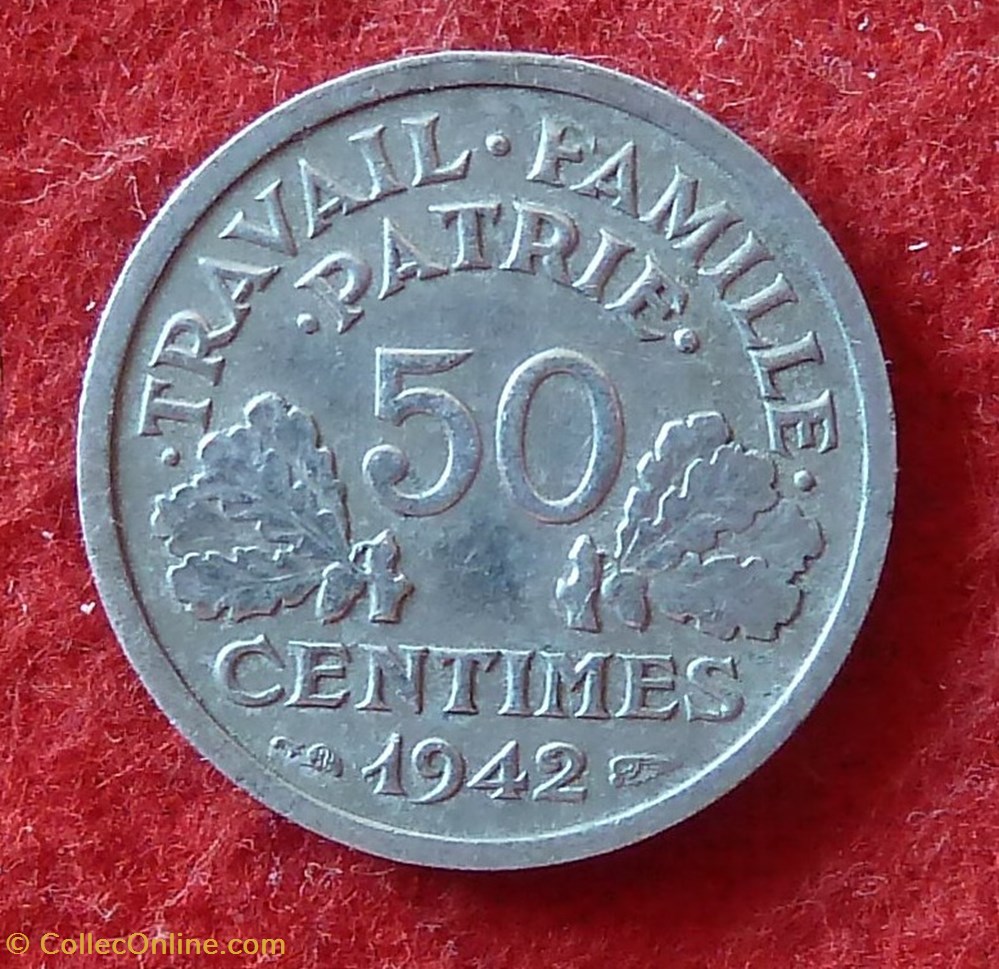 ·TRAVAIL·FAMILLE·
·PATRIE·
50
CENTIMES
1942
© CollecOnline.com